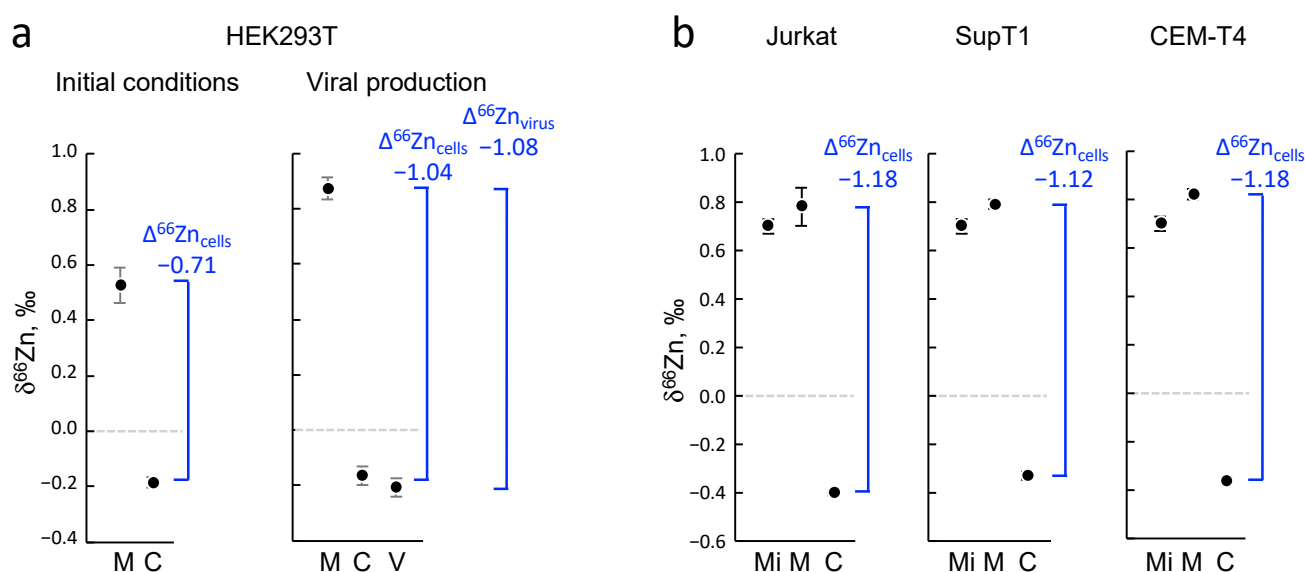 a
HEK293T
Initial conditions
Viral production
Δ⁶⁶Zncells
−0.71
Δ⁶⁶Zncells
−1.04
Δ⁶⁶Znvirus
−1.08
δ⁶⁶Zn, ‰
1.0
0.8
0.6
0.4
0.2
0.0
−0.2
−0.4
M C
M C V
b
Jurkat
SupT1
CEM-T4
Δ⁶⁶Zncells
−1.18
Δ⁶⁶Zncells
−1.12
Δ⁶⁶Zncells
−1.18
δ⁶⁶Zn, ‰
1.0
0.8
0.6
0.4
0.2
0.0
−0.2
−0.4
−0.6
Mi M C
Mi M C
Mi M C